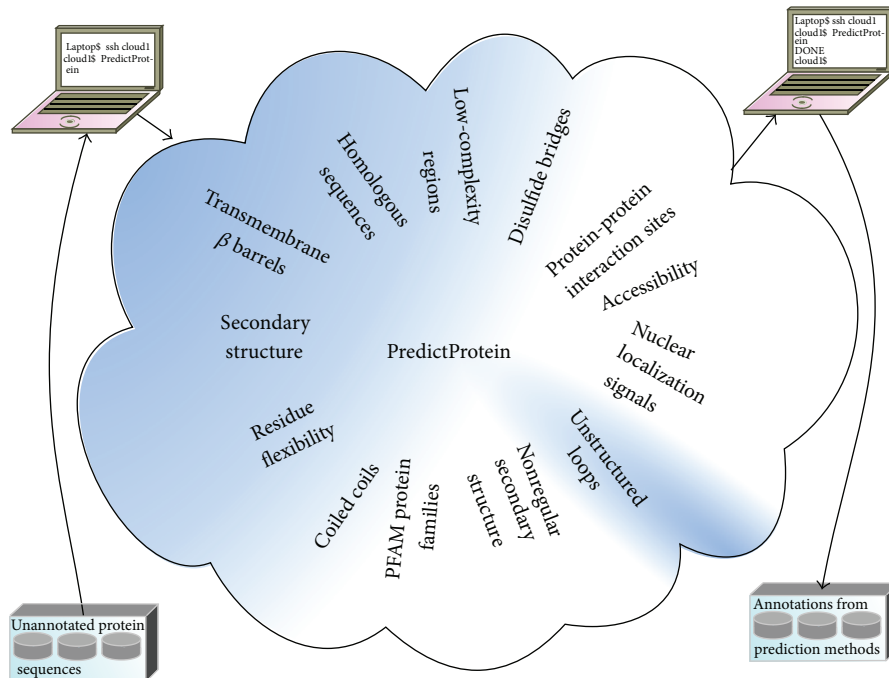 Laptop$ ssh cloud1
cloud1$ PredictProt-
ein
Laptop$ ssh cloud1
cloud1$ PredictProt-
ein
DONE
cloud1$
Transmembrane
β barrels
Homologous
sequences
Low-complexity
regions
Disulfide bridges
Protein-protein
interaction sites
Accessibility
Nuclear
localization
signals
Secondary
structure
PredictProtein
Residue
flexibility
Coiled coils
PFAM protein
families
Nonregular
secondary
structure
Unstructured
loops
Unannotated protein
sequences
Annotations from
prediction methods